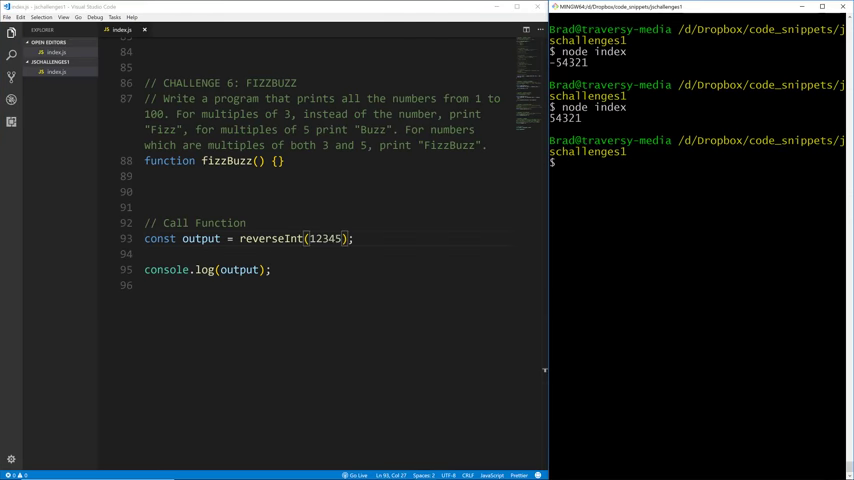 index.js - jschallenges1 - Visual Studio Code
File Edit Selection View Go Debug Tasks Help
EXPLORER
OPEN EDITORS
index.js
JSCHALLENGES1
index.js
index.js
83
84
85
86 // CHALLENGE 6: FIZZBUZZ
87 // Write a program that prints all the numbers from 1 to
100. For multiples of 3, instead of the number, print
"Fizz", for multiples of 5 print "Buzz". For numbers
which are multiples of both 3 and 5, print "FizzBuzz".
88 function fizzBuzz() {}
89
90
91
92 // Call Function
93 const output = reverseInt(12345);
94
95 console.log(output);
96
0 0
Go Live Ln 93, Col 27 Spaces: 2 UTF-8 CRLF JavaScript Prettier
MINGW64:/d/Dropbox/code_snippets/jschallenges1
Brad@traversy-media /d/Dropbox/code_snippets/j
schallenges1
$ node index
-54321
Brad@traversy-media /d/Dropbox/code_snippets/j
schallenges1
$ node index
54321
Brad@traversy-media /d/Dropbox/code_snippets/j
schallenges1
$